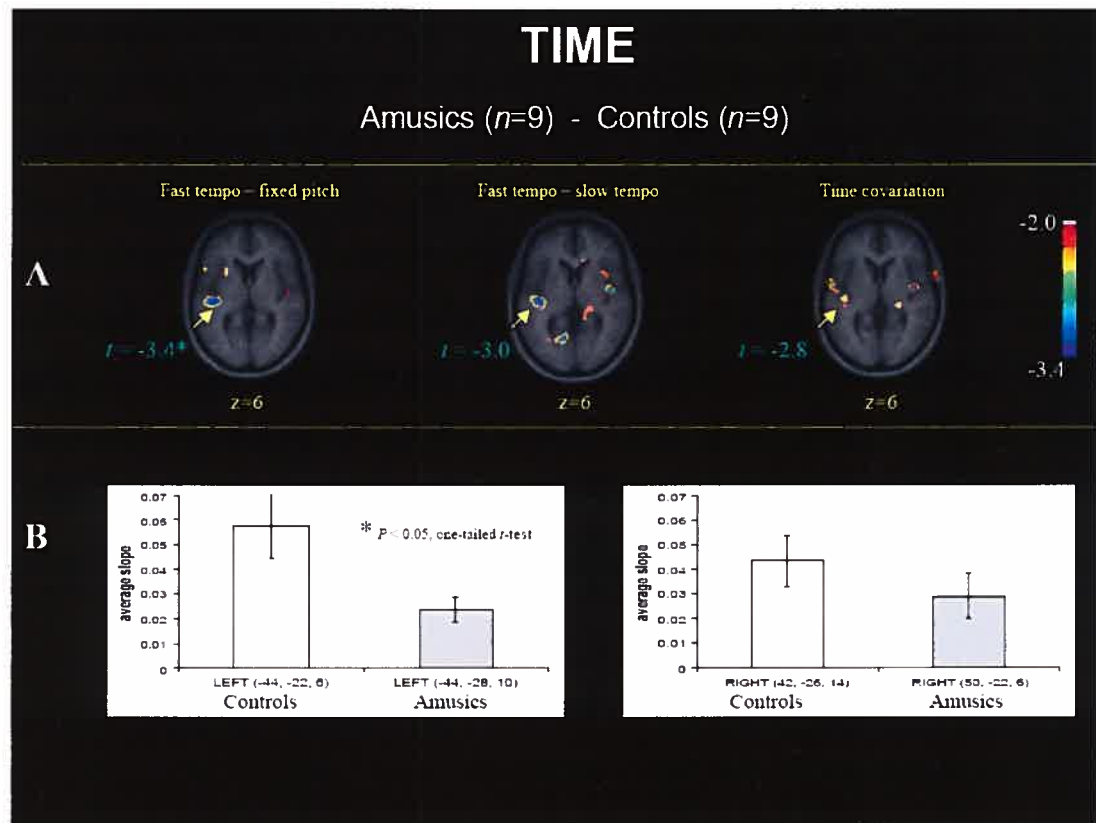 TIME
Amusics (n=9) - Controls (n=9)
Fast tempo – fixed pitch
Fast tempo – slow tempo
Time covariation
A
-2.0
-3.4
t = -3.4*
t = -3.0
t = -2.8
z=6
z=6
z=6
B
average slope
0.07
0.06
0.05
0.04
0.03
0.02
0.01
0
* P < 0.05, one-tailed t-test
LEFT (-44, -22, 6)
LEFT (-44, -28, 10)
Controls
Amusics
average slope
0.07
0.06
0.05
0.04
0.03
0.02
0.01
0
RIGHT (42, -26, 14)
RIGHT (50, -22, 6)
Controls
Amusics